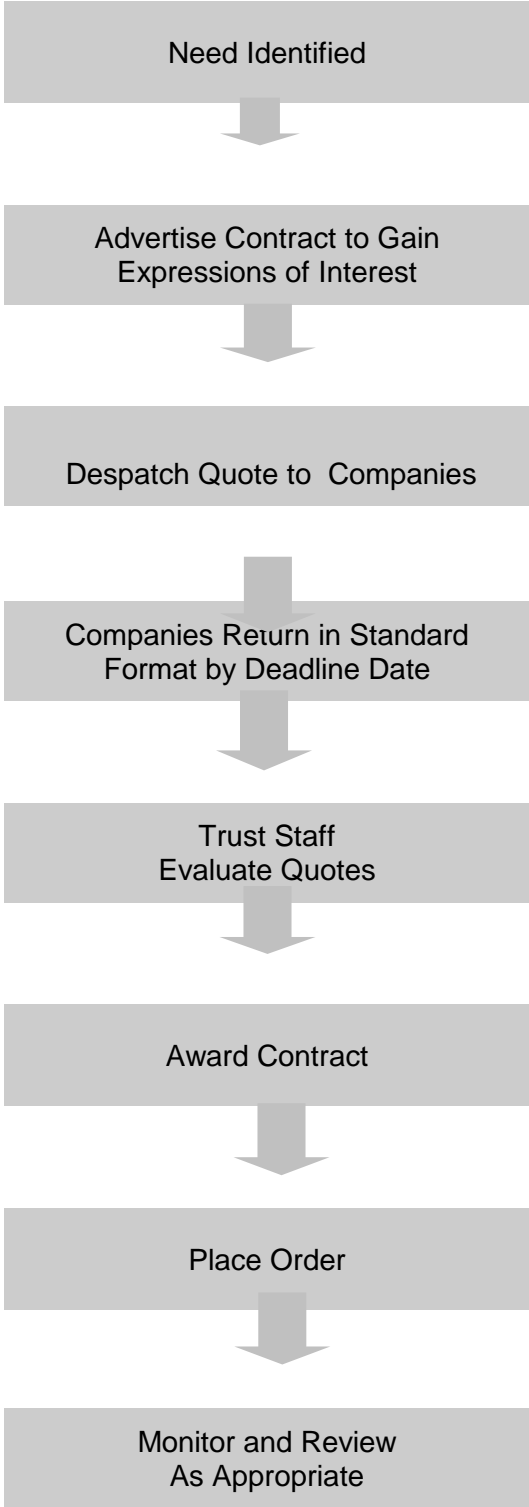 Need Identified
Advertise Contract to Gain
Expressions of Interest
Despatch Quote to  Companies
Companies Return in Standard
Format by Deadline Date
Trust Staff
Evaluate Quotes
Award Contract
Place Order
Monitor and Review
As Appropriate